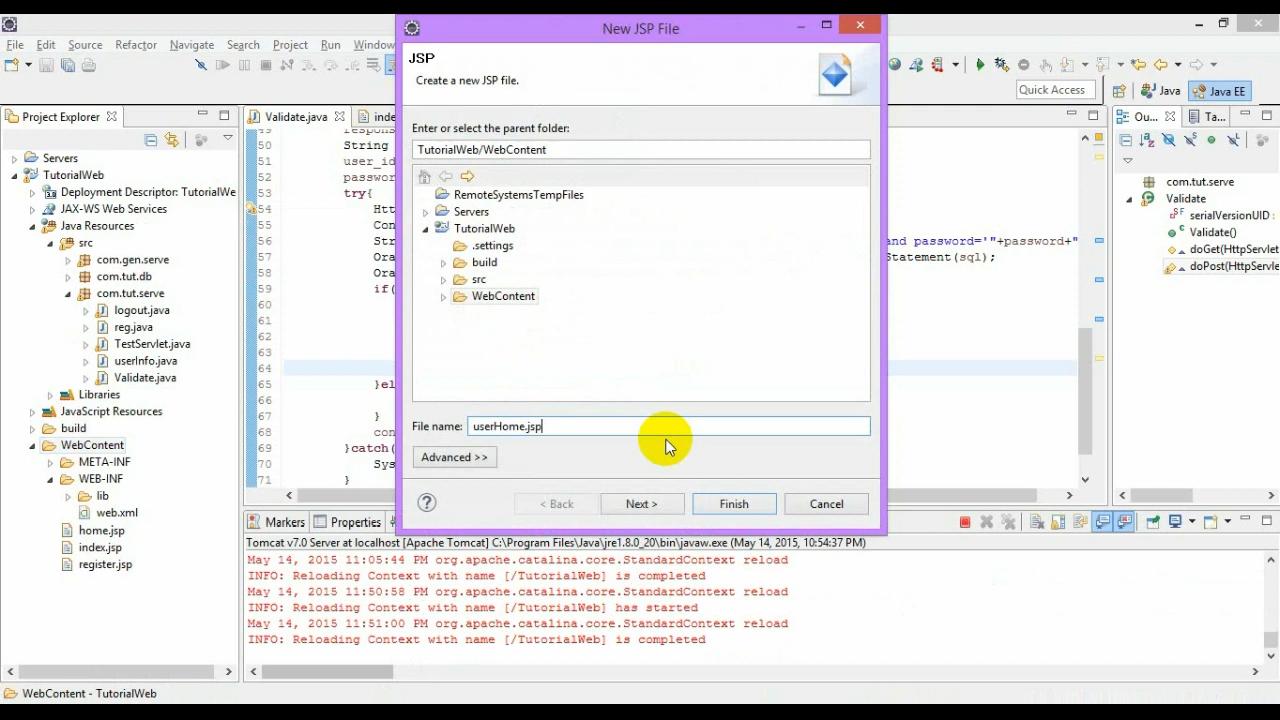 New JSP File
File Edit Source Refactor Navigate Search Project Run Window
JSP
Create a new JSP file.
Quick Access
Java
Java EE
Project Explorer
Validate.java
Enter or select the parent folder:
TutorialWeb/WebContent
RemoteSystemsTempFiles
Servers
TutorialWeb
.settings
build
src
WebContent
File name:
userHome.jsp
Advanced >>
< Back
Next >
Finish
Cancel
Servers
TutorialWeb
Deployment Descriptor: TutorialWe
JAX-WS Web Services
Java Resources
src
com.gen.serve
com.tut.db
com.tut.serve
logout.java
reg.java
TestServlet.java
userInfo.java
Validate.java
Libraries
JavaScript Resources
build
WebContent
META-INF
WEB-INF
lib
web.xml
home.jsp
index.jsp
register.jsp
50 String
51 user_id
52 password
53 try{
54 Htt
55 Con
56 Str
and password='"+password+"
57 Ora
Statement(sql);
58 Ora
59 if(
60
61
62
63
64
65 }el
66
67 }
68 con
69 }catch(
70 Sys
71 }
Ou...
Ta...
com.tut.serve
Validate
serialVersionUID :
Validate()
doGet(HttpServle
doPost(HttpServle
Markers
Properties
Tomcat v7.0 Server at localhost [Apache Tomcat] C:\Program Files\Java\jre1.8.0_20\bin\javaw.exe (May 14, 2015, 10:54:37 PM)
May 14, 2015 11:05:44 PM org.apache.catalina.core.StandardContext reload
INFO: Reloading Context with name [/TutorialWeb] is completed
May 14, 2015 11:50:58 PM org.apache.catalina.core.StandardContext reload
INFO: Reloading Context with name [/TutorialWeb] has started
May 14, 2015 11:51:00 PM org.apache.catalina.core.StandardContext reload
INFO: Reloading Context with name [/TutorialWeb] is completed
WebContent - TutorialWeb